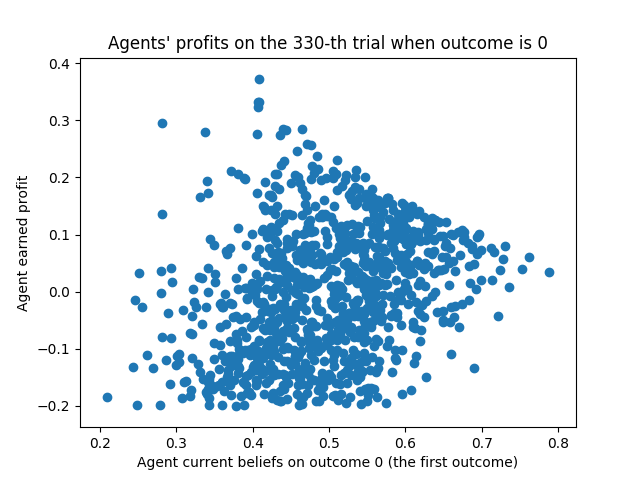 Agents' profits on the 330-th trial when outcome is 0
0.4
0.3
0.2
0.1
0.0
−0.1
−0.2
Agent earned profit
0.2 0.3 0.4 0.5 0.6 0.7 0.8
Agent current beliefs on outcome 0 (the first outcome)